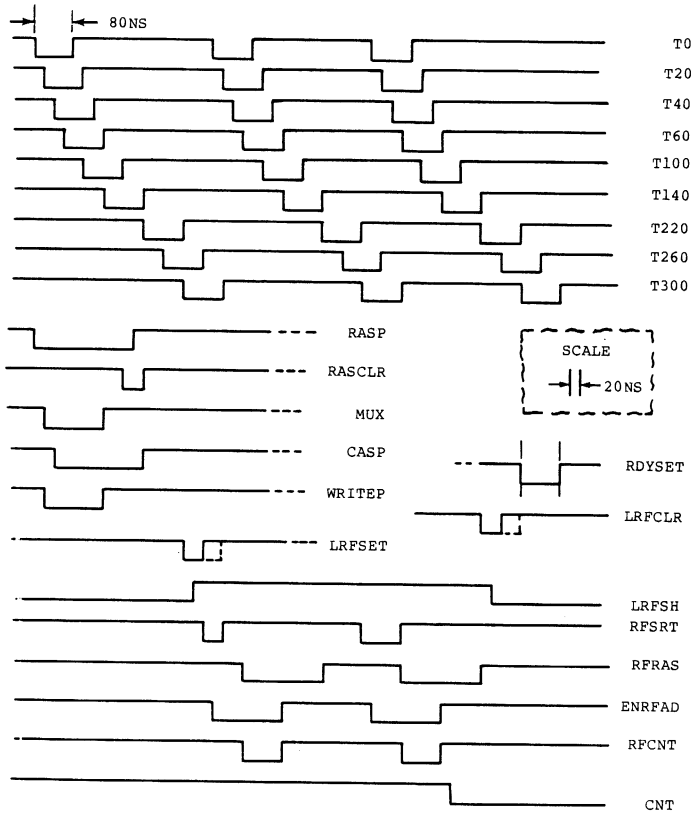 80NS
T0
T20
T40
T60
T100
T140
T220
T260
T300
RASP
SCALE
RASCLR
20NS
MUX
CASP
RDYSET
WRITEP
LRFCLR
LRFSET
LRFSH
RFSRT
RFRAS
ENRFAD
RFCNT
CNT